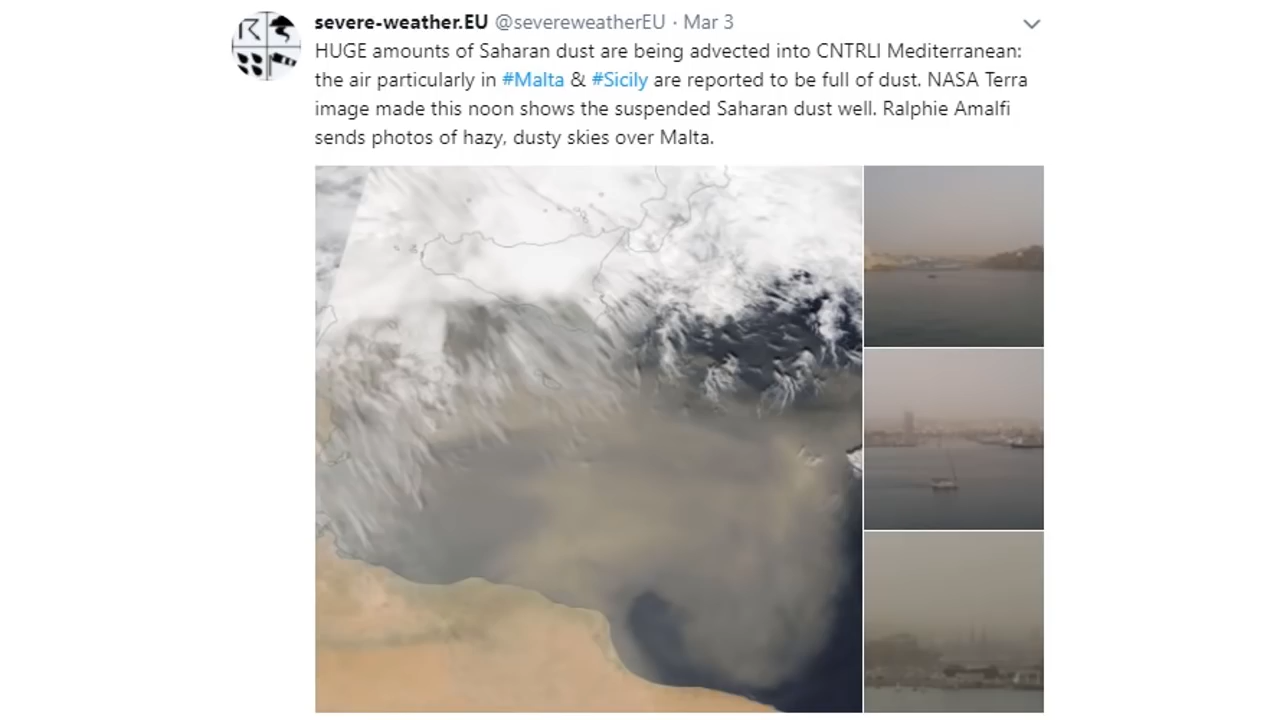 severe-weather.EU @severeweatherEU · Mar 3
HUGE amounts of Saharan dust are being advected into CNTRLI Mediterranean:
the air particularly in #Malta & #Sicily are reported to be full of dust. NASA Terra
image made this noon shows the suspended Saharan dust well. Ralphie Amalfi
sends photos of hazy, dusty skies over Malta.